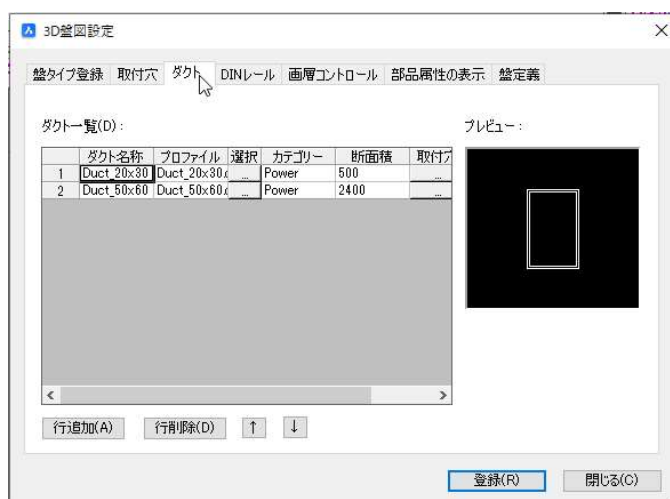 3D盤図設定
盤タイプ登録 取付穴 ダクト DINレール 画層コントロール 部品属性の表示 盤定義
ダクト一覧(D):
プレビュー:
ダクト名称 プロファイル 選択 カテゴリー 断面積 取付穴
1 Duct_20x30 Duct_20x30.c ... Power 500 ...
2 Duct_50x60 Duct_50x60.c ... Power 2400 ...
行追加(A) 行削除(D) ↑ ↓
登録(R) 閉じる(C)